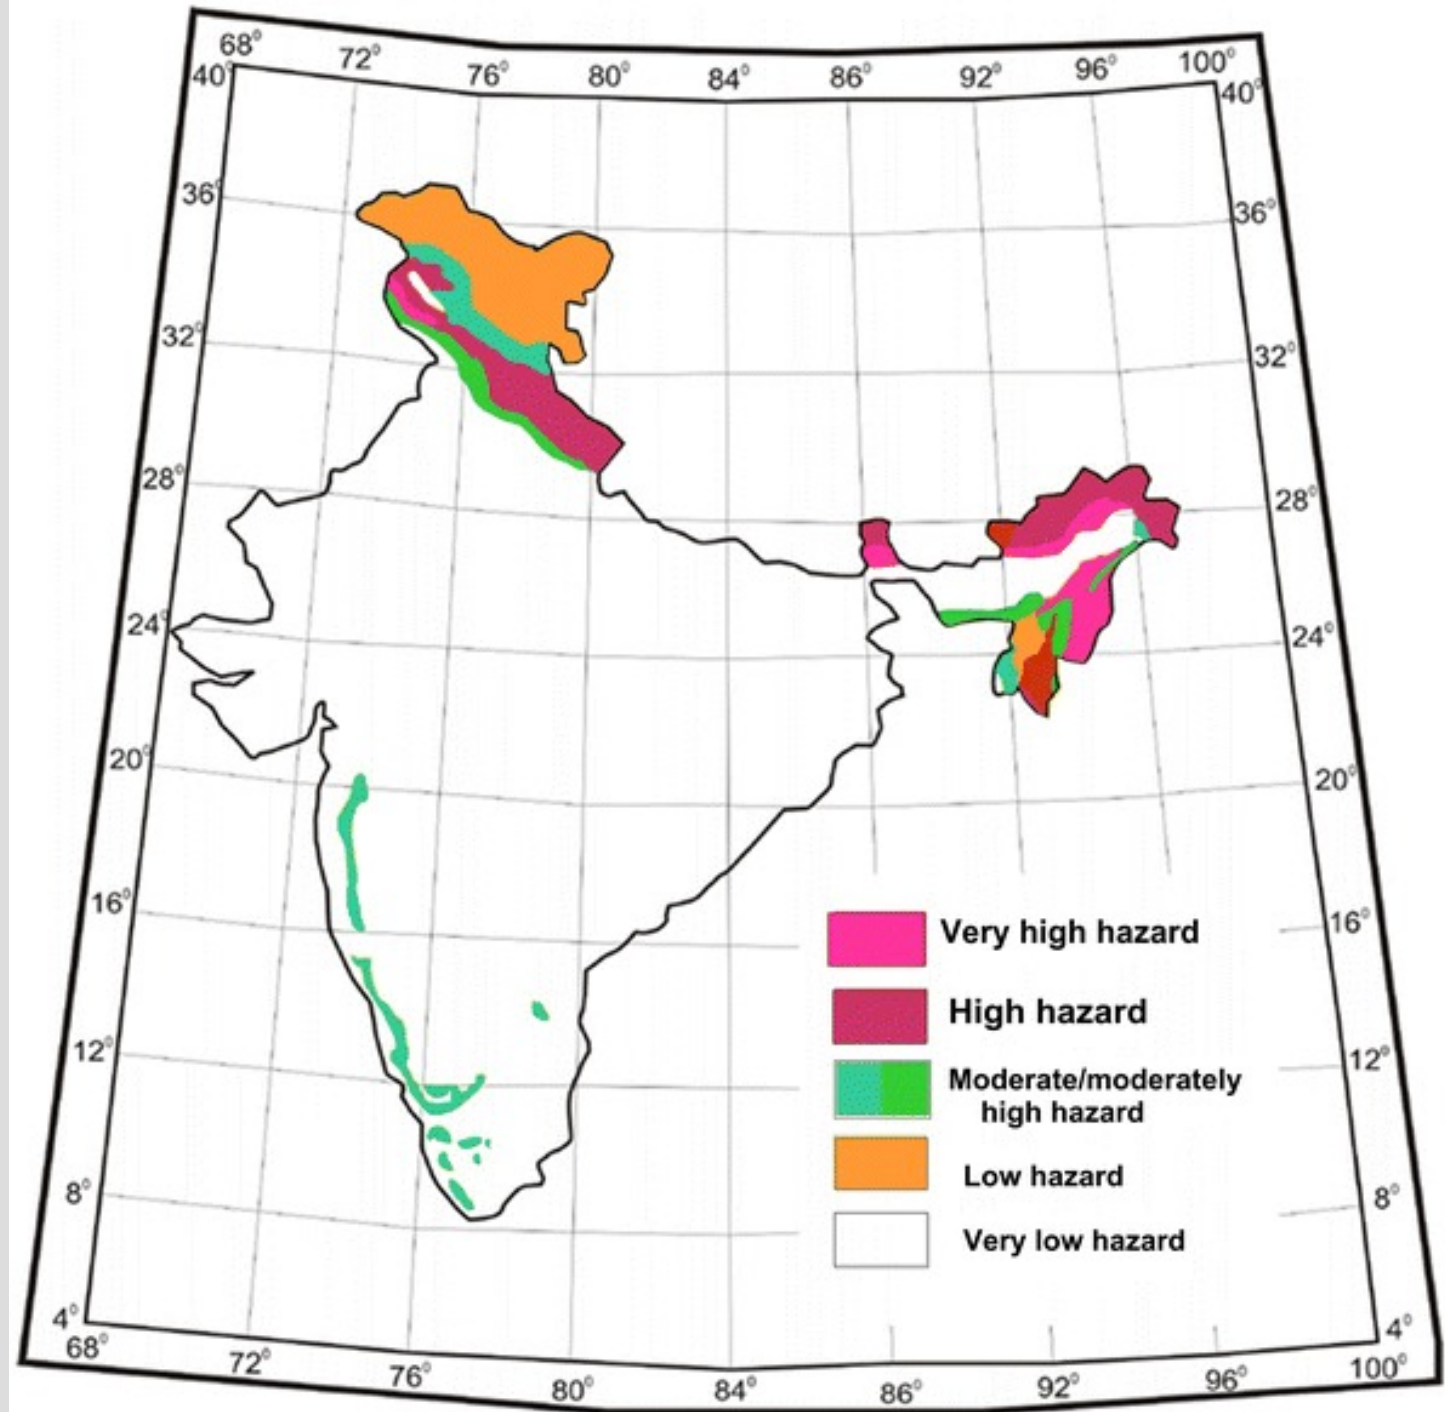 68° 72° 76° 80° 84° 86° 92° 96° 100°
40° 40°
36° 36°
32° 32°
28° 28°
24° 24°
20° 20°
16° 16°
12° 12°
8° 8°
4° 4°
Very high hazard
High hazard
Moderate/moderately
high hazard
Low hazard
Very low hazard
68° 72° 76° 80° 84° 86° 92° 96° 100°